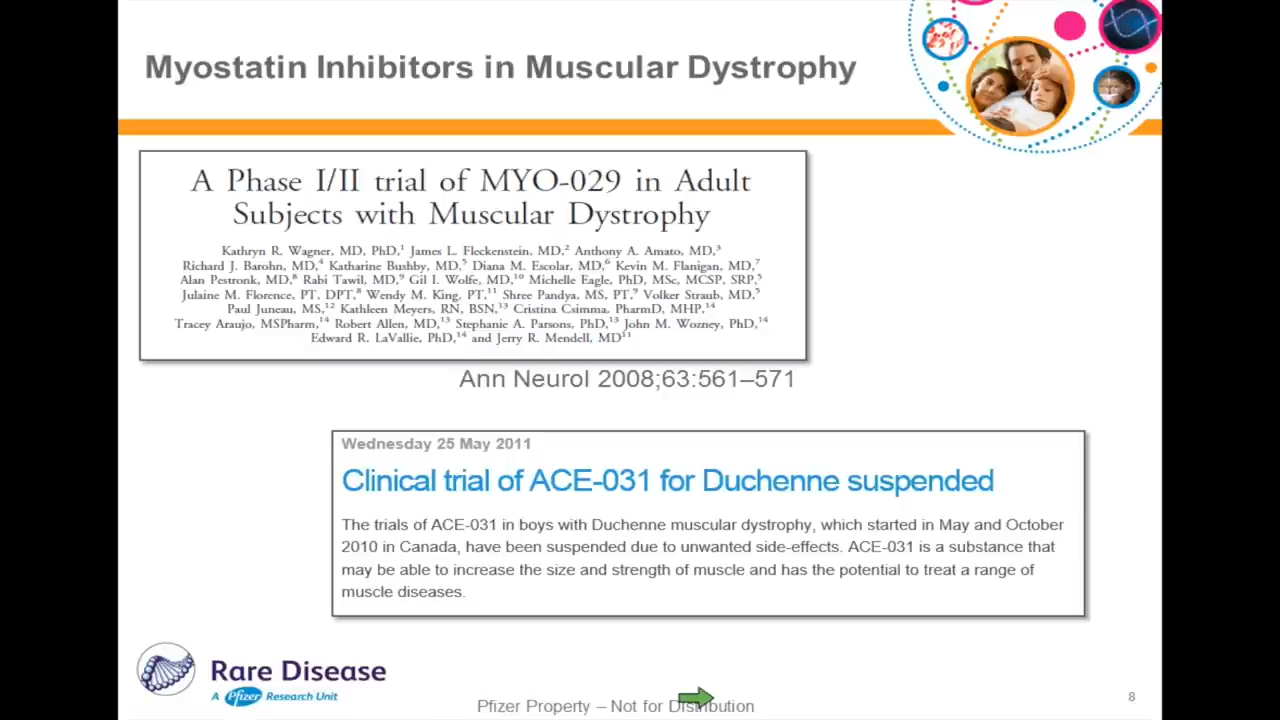 Myostatin Inhibitors in Muscular Dystrophy
A Phase I/II trial of MYO-029 in Adult
Subjects with Muscular Dystrophy
Kathryn R. Wagner, MD, PhD,1 James L. Fleckenstein, MD,2 Anthony A. Amato, MD,3
Richard J. Barohn, MD,4 Katharine Bushby, MD,5 Diana M. Escolar, MD,6 Kevin M. Flanigan, MD,7
Alan Pestronk, MD,8 Rabi Tawil, MD,9 Gil I. Wolfe, MD,10 Michelle Eagle, PhD, MSc, MCSP, SRP,5
Julaine M. Florence, PT, DPT,8 Wendy M. King, PT,11 Shree Pandya, MS, PT,9 Volker Straub, MD,5
Paul Juneau, MS,12 Kathleen Meyers, RN, BSN,13 Cristina Csimma, PharmD, MHP,14
Tracey Araujo, MSPharm,14 Robert Allen, MD,13 Stephanie A. Parsons, PhD,13 John M. Wozney, PhD,14
Edward R. LaVallie, PhD,14 and Jerry R. Mendell, MD11
Ann Neurol 2008;63:561–571
Wednesday 25 May 2011
Clinical trial of ACE-031 for Duchenne suspended
The trials of ACE-031 in boys with Duchenne muscular dystrophy, which started in May and October
2010 in Canada, have been suspended due to unwanted side-effects. ACE-031 is a substance that
may be able to increase the size and strength of muscle and has the potential to treat a range of
muscle diseases.
Rare Disease
A Pfizer Research Unit
Pfizer Property – Not for Distribution
8